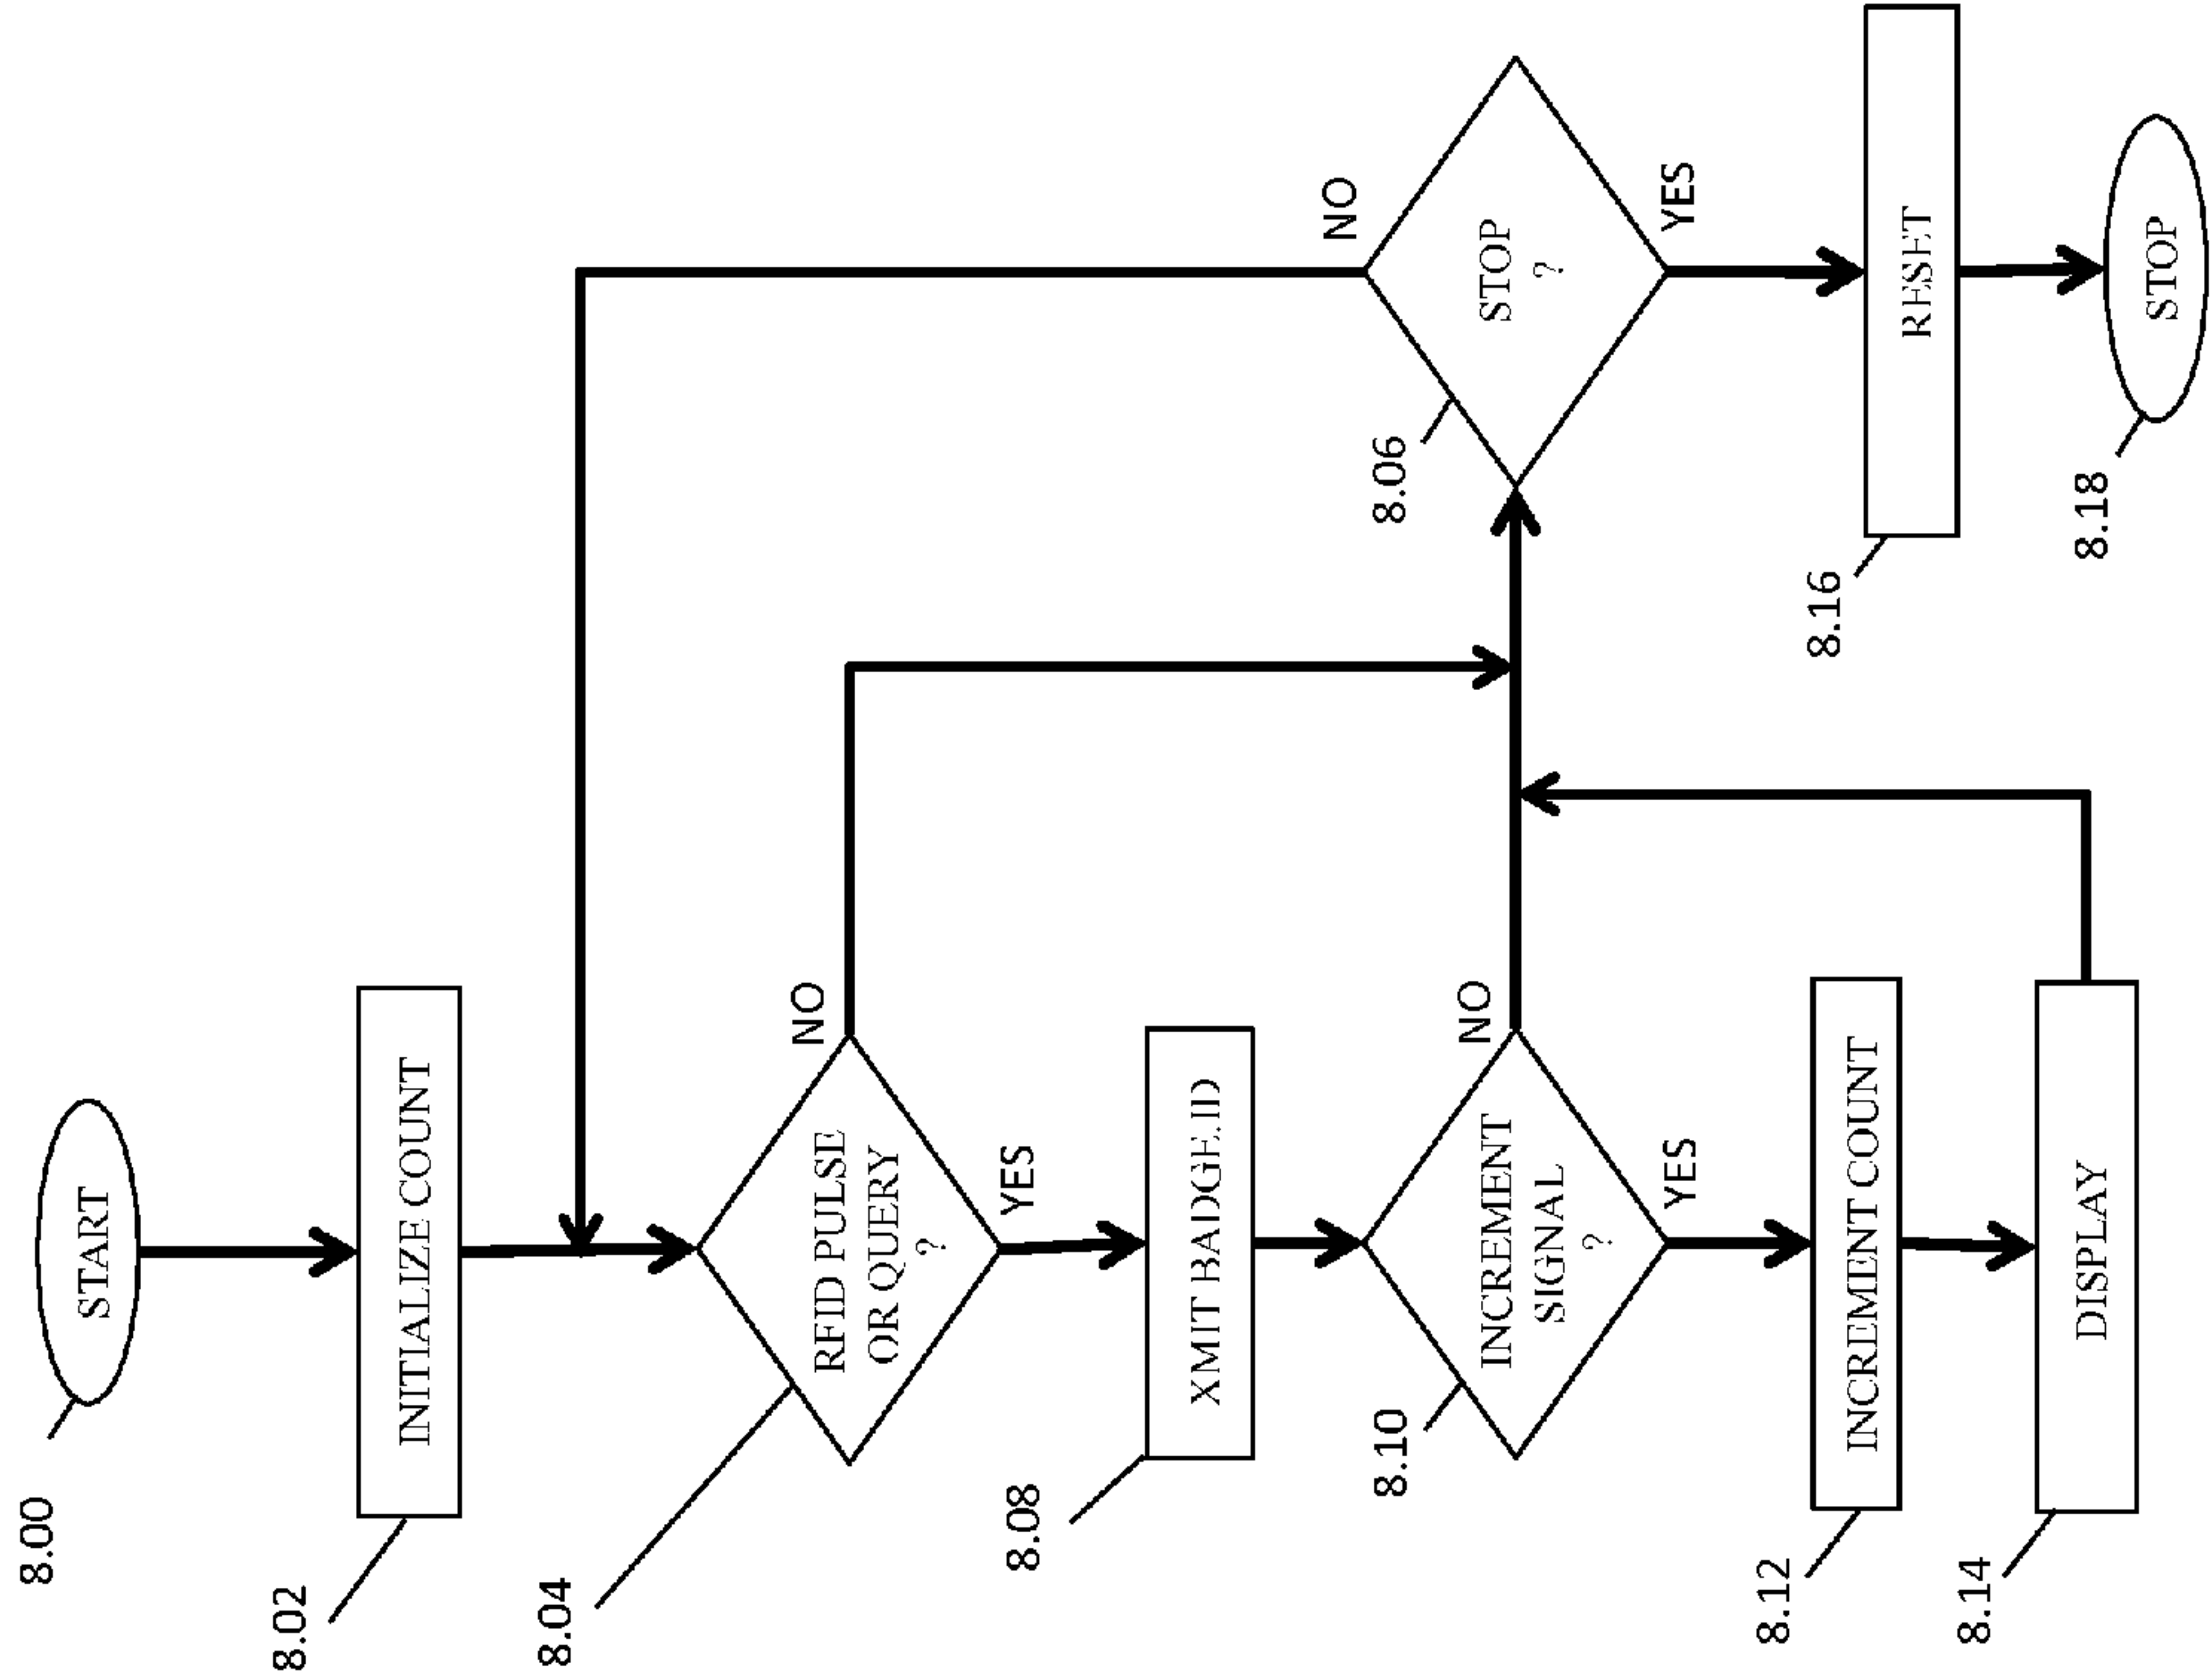 8.00
START
8.02
INITIALIZE COUNT
8.04
RFID PULSE
OR QUERY
?
NO
YES
8.08
XMIT BADGE.ID
8.10
INCREMENT
SIGNAL
?
NO
YES
8.12
INCREMENT COUNT
8.14
DISPLAY
8.06
STOP
?
NO
YES
8.16
RESET
8.18
STOP